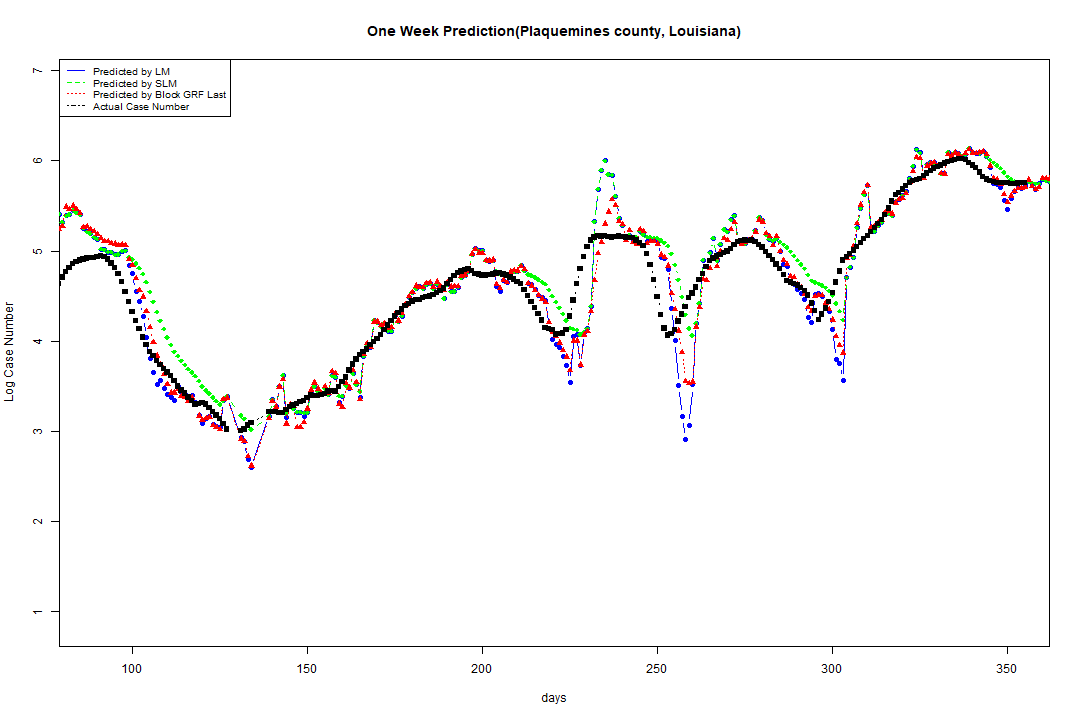 One Week Prediction(Plaquemines county, Louisiana)
Predicted by LM
Predicted by SLM
Predicted by Block GRF Last
Actual Case Number
7
6
5
4
3
2
1
Log Case Number
100 150 200 250 300 350
days